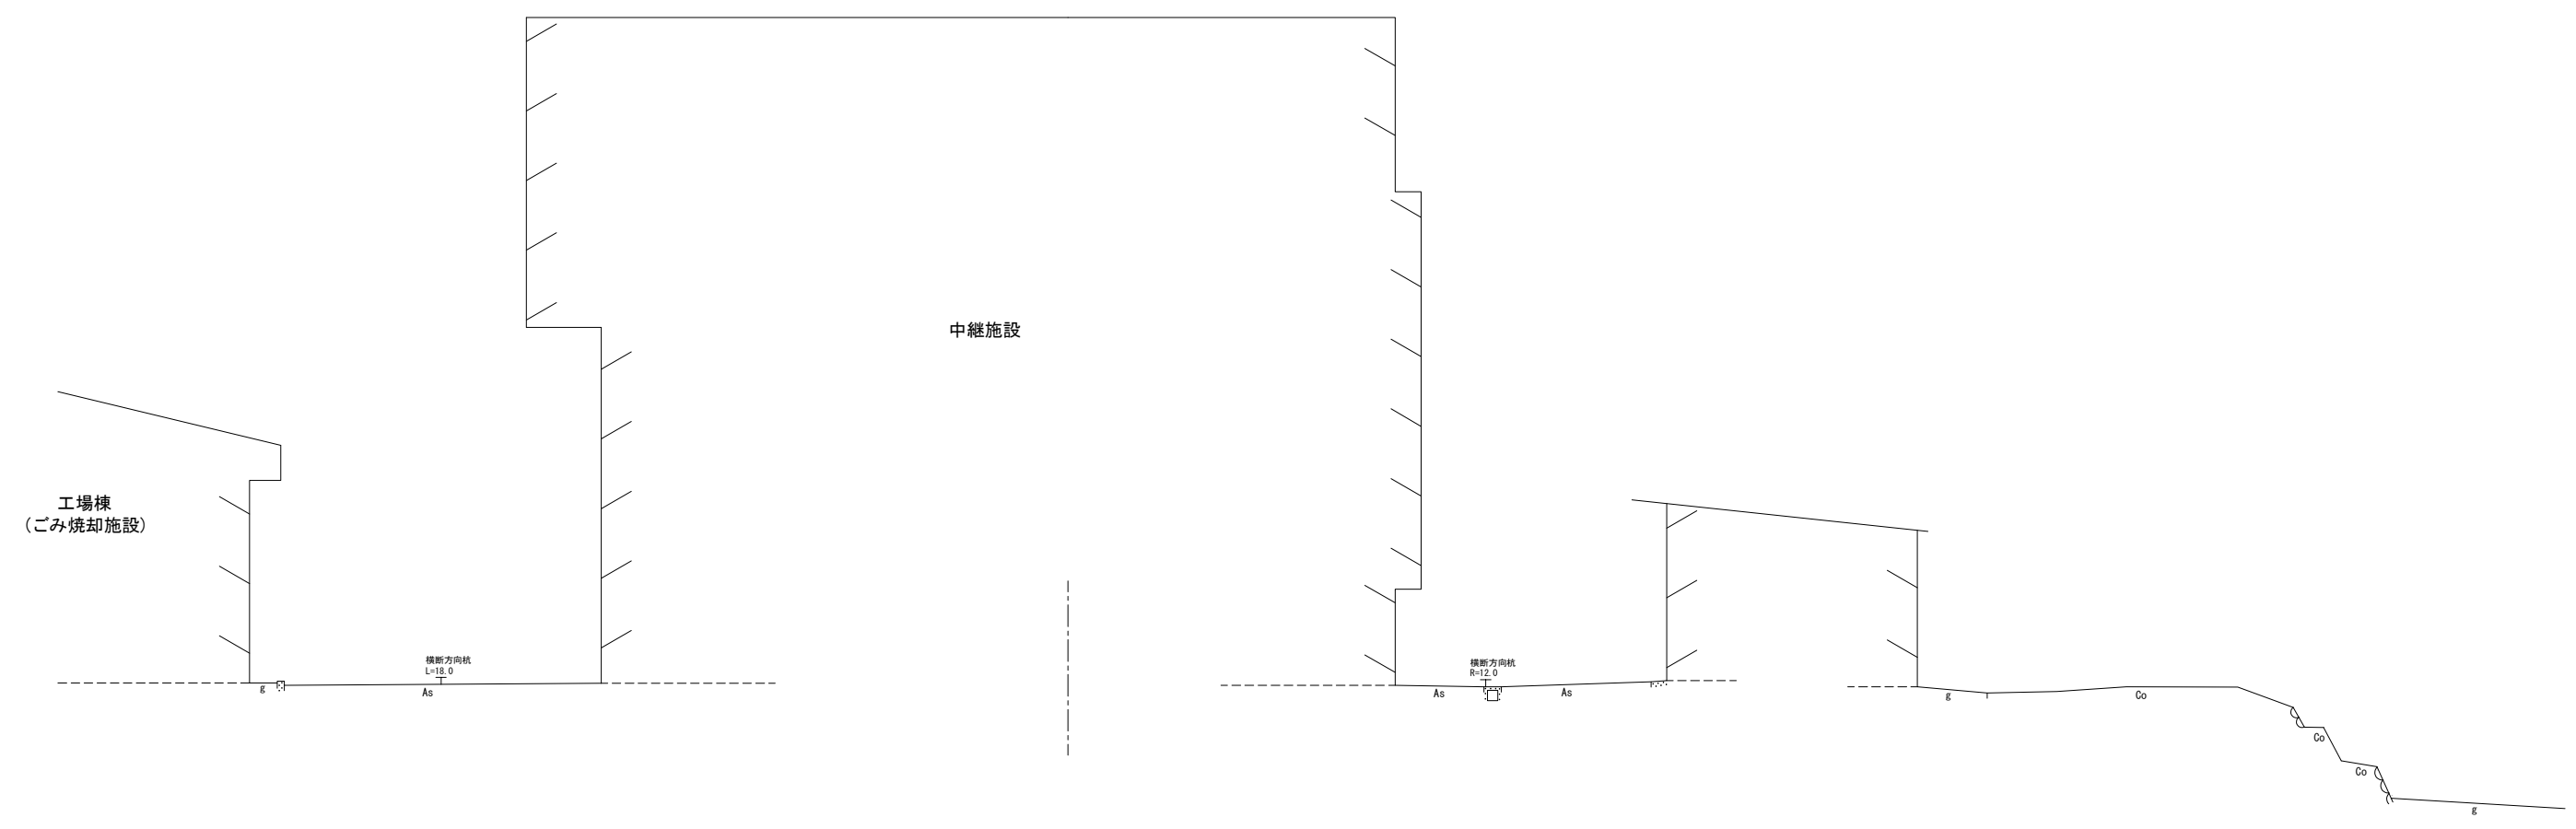 中継施設
工場棟
（ごみ焼却施設）
横断方向杭
L=18.0
g
As
横断方向杭
R=12.0
As
As
g
Co
Co
Co
g